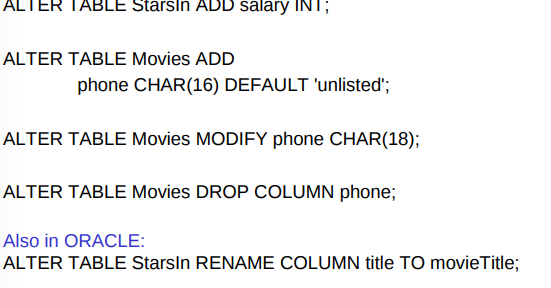 ALTER TABLE StarsIn ADD salary INT;
ALTER TABLE Movies ADD
phone CHAR(16) DEFAULT 'unlisted';
ALTER TABLE Movies MODIFY phone CHAR(18);
ALTER TABLE Movies DROP COLUMN phone;
Also in ORACLE:
ALTER TABLE StarsIn RENAME COLUMN title TO movieTitle;